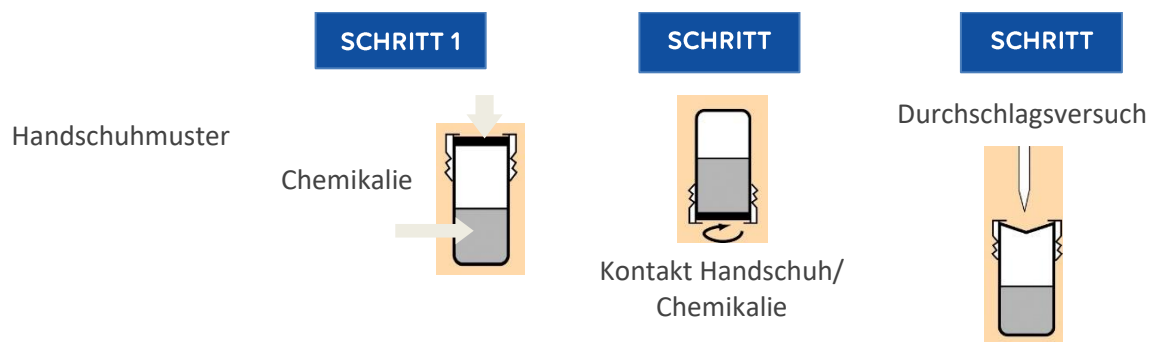 SCHRITT 1
SCHRITT
SCHRITT
Handschuhmuster
Chemikalie
Kontakt Handschuh/
Chemikalie
Durchschlagsversuch